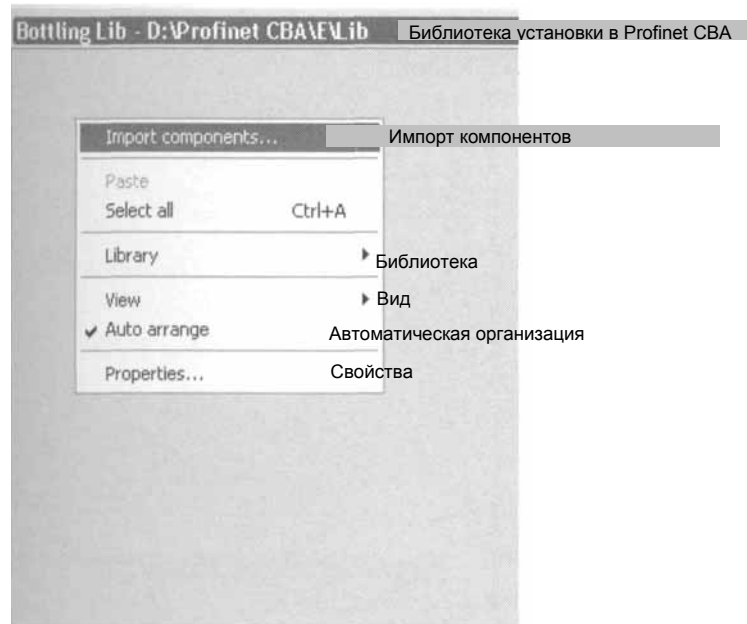 Bottling Lib - D:\Profinet CBA\E\Lib Библиотека установки в Profinet CBA
Import components... Импорт компонентов
Paste
Select all Ctrl+A
Library Библиотека
View Вид
Auto arrange Автоматическая организация
Properties... Свойства